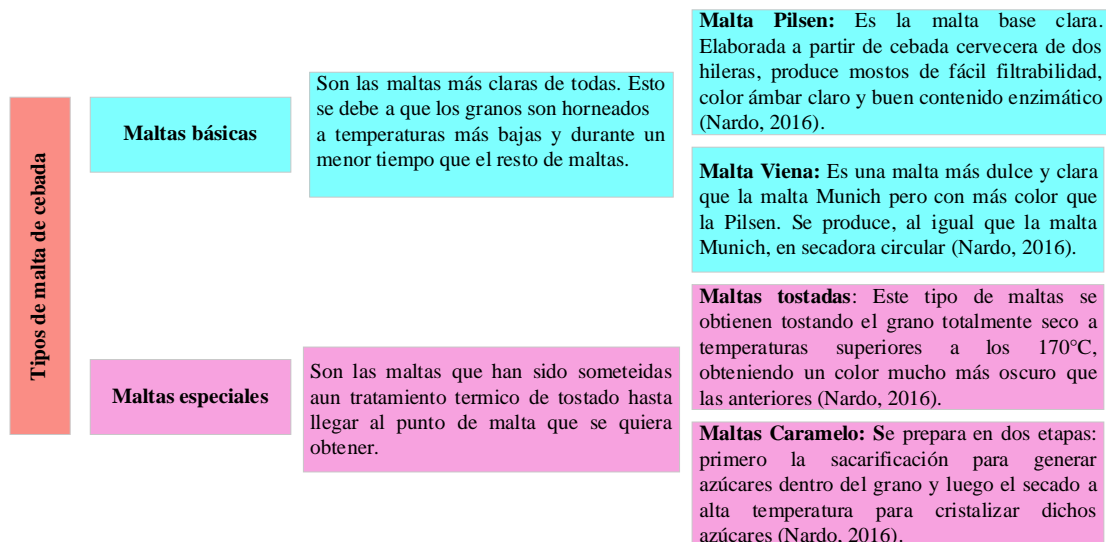 Tipos de malta de cebada
Maltas básicas
Son las maltas más claras de todas. Esto
se debe a que los granos son horneados
a temperaturas más bajas y durante un
menor tiempo que el resto de maltas.
Malta Pilsen: Es la malta base clara.
Elaborada a partir de cebada cervecera de dos
hileras, produce mostos de fácil filtrabilidad,
color ámbar claro y buen contenido enzimático
(Nardo, 2016).
Malta Viena: Es una malta más dulce y clara
que la malta Munich pero con más color que
la Pilsen. Se produce, al igual que la malta
Munich, en secadora circular (Nardo, 2016).
Maltas especiales
Son las maltas que han sido someteidas
aun tratamiento termico de tostado hasta
llegar al punto de malta que se quiera
obtener.
Maltas tostadas: Este tipo de maltas se
obtienen tostando el grano totalmente seco a
temperaturas superiores a los 170°C,
obteniendo un color mucho más oscuro que
las anteriores (Nardo, 2016).
Maltas Caramelo: Se prepara en dos etapas:
primero la sacarificación para generar
azúcares dentro del grano y luego el secado a
alta temperatura para cristalizar dichos
azúcares (Nardo, 2016).